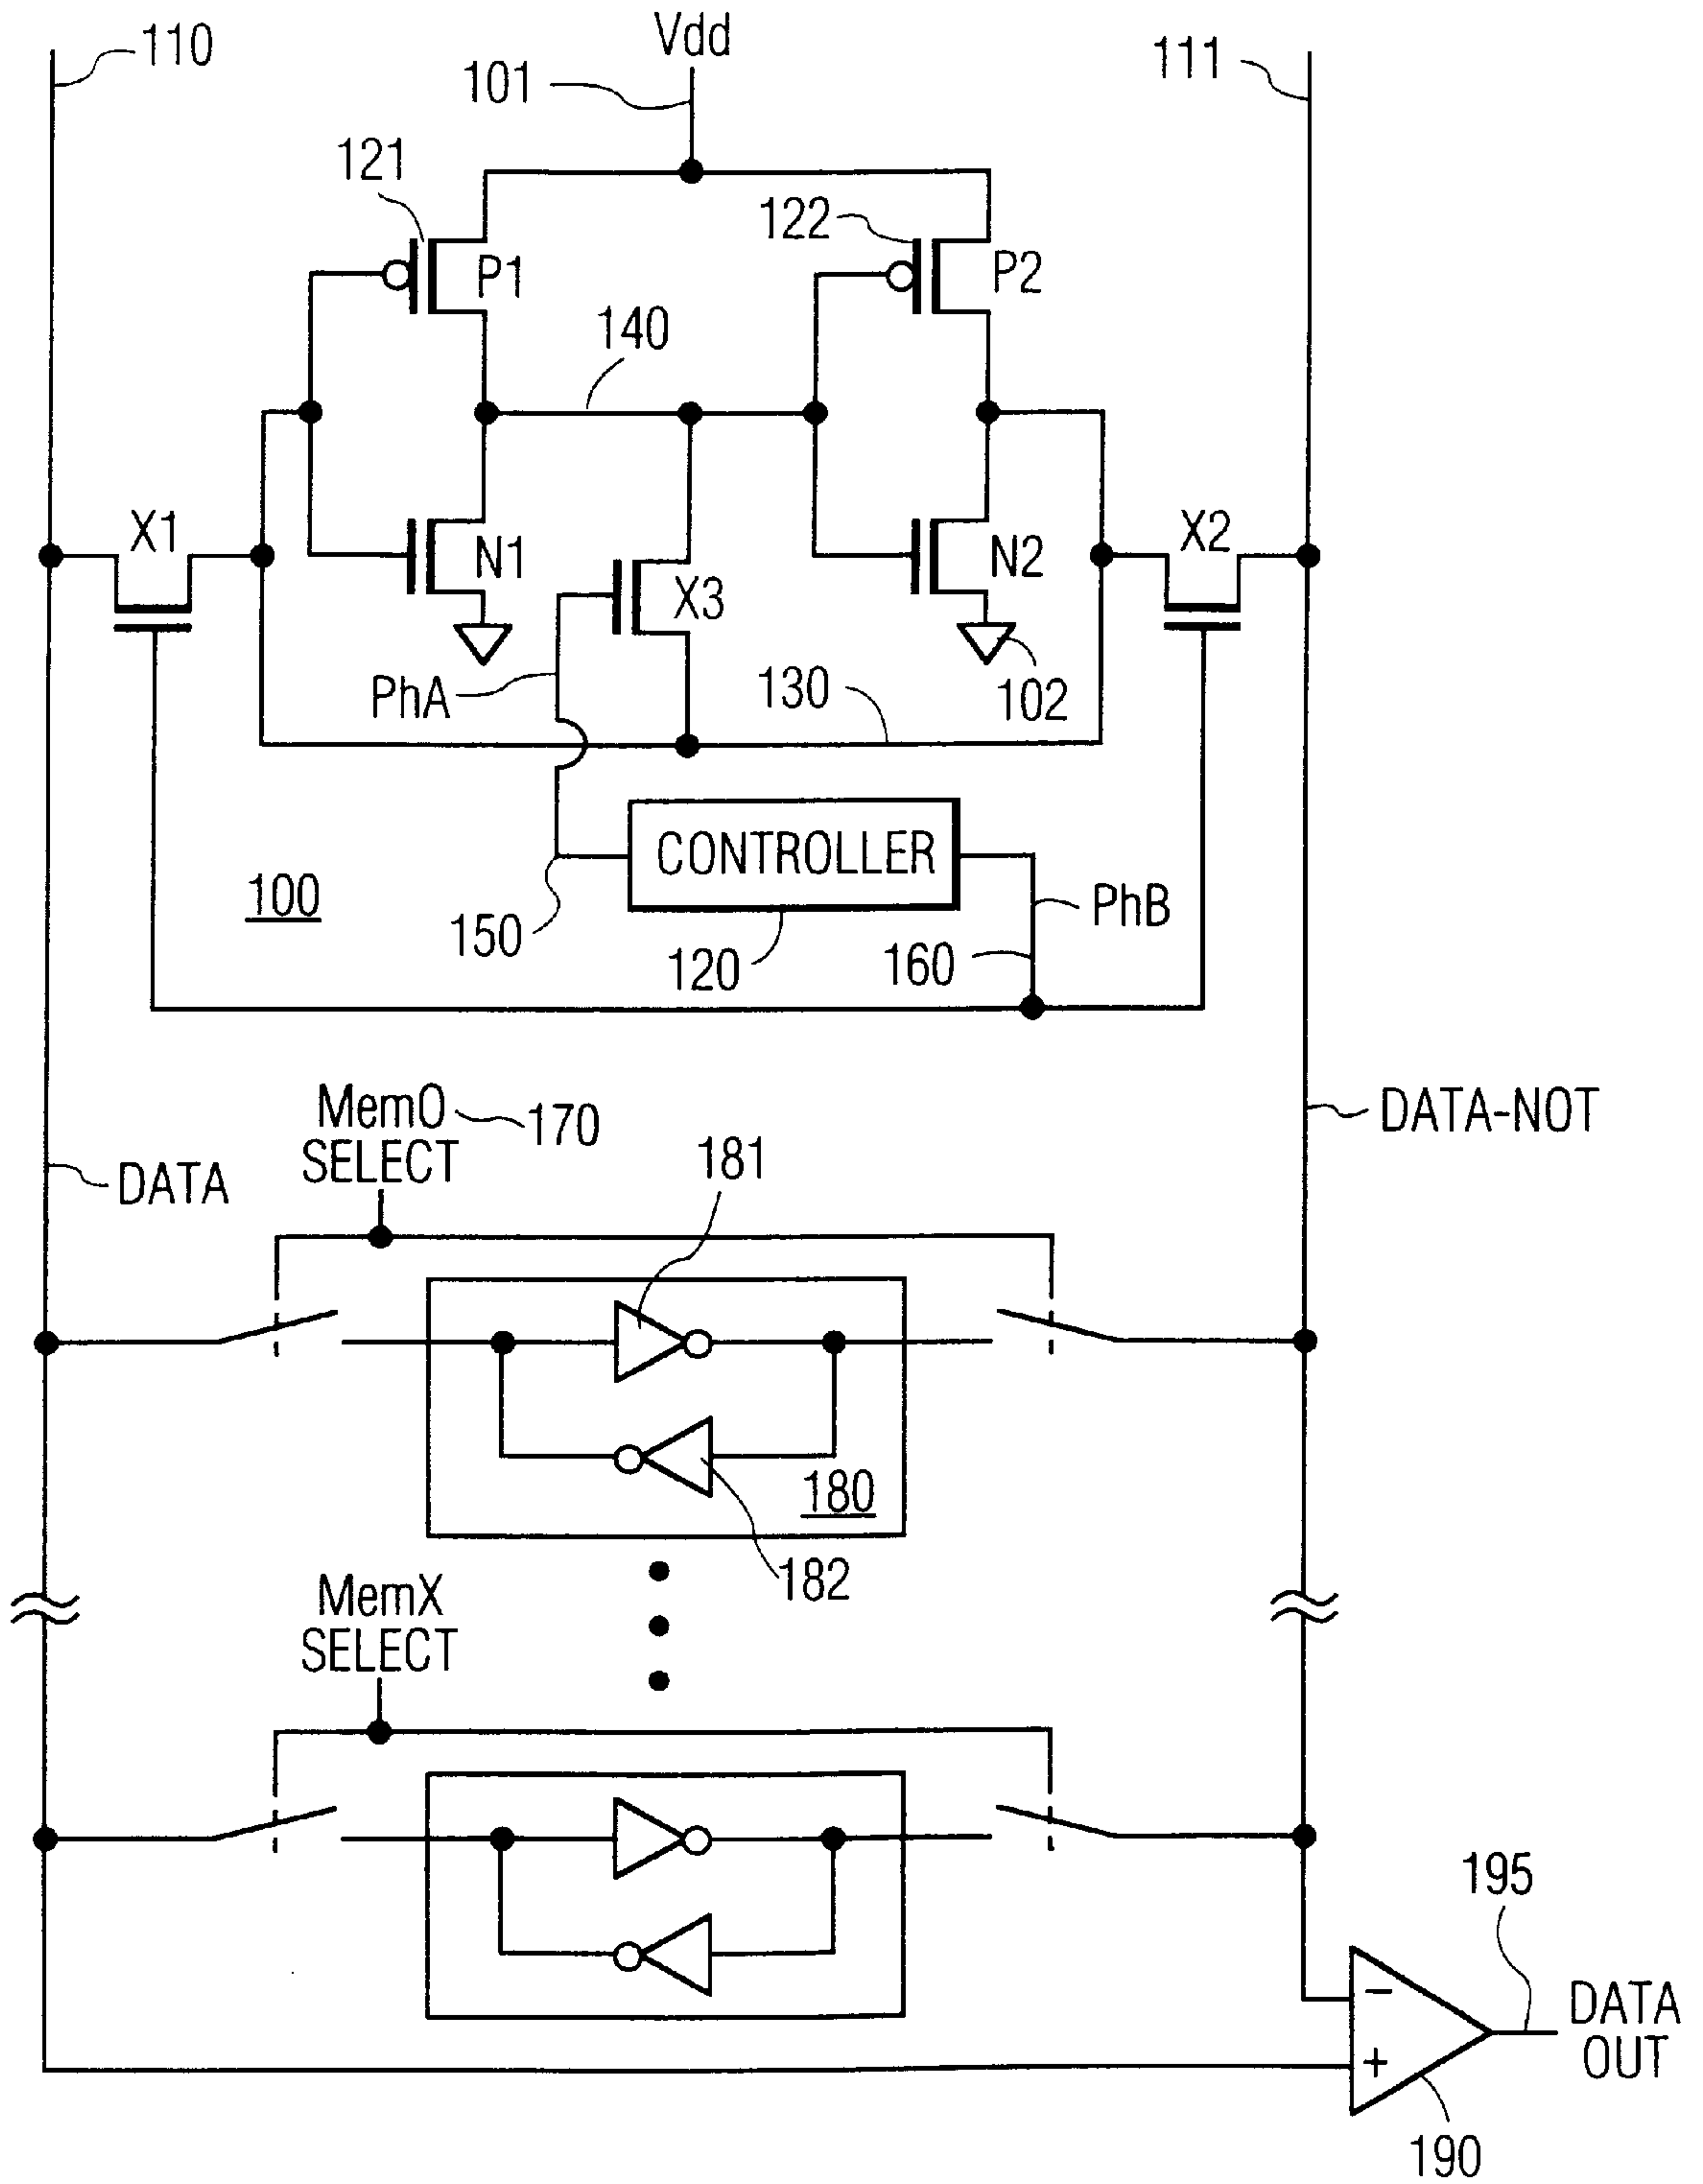 110
Vdd
111
101
121
122
P1
P2
140
X1
N1
X3
N2
X2
PhA
130
102
CONTROLLER
100
150
120
160
PhB
Mem0
170
SELECT
DATA-NOT
181
DATA
180
182
MemX
SELECT
195
−
DATA
OUT
+
190